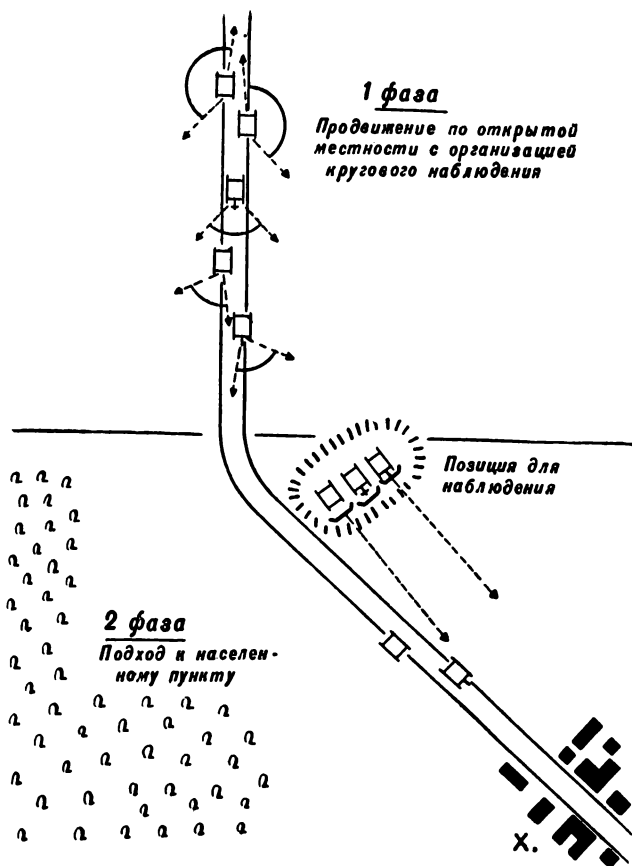 1 фаза
Продвижение по открытой
местности с организацией
кругового наблюдения
Позиция для
наблюдения
2 фаза
Подход к населен-
ному пункту
Х.